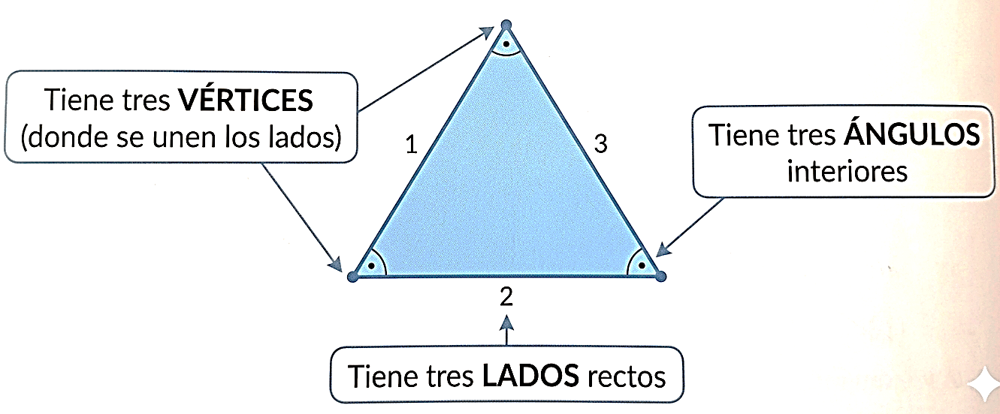 Tiene tres VÉRTICES
(donde se unen los lados)
1
3
Tiene tres ÁNGULOS
interiores
2
Tiene tres LADOS rectos